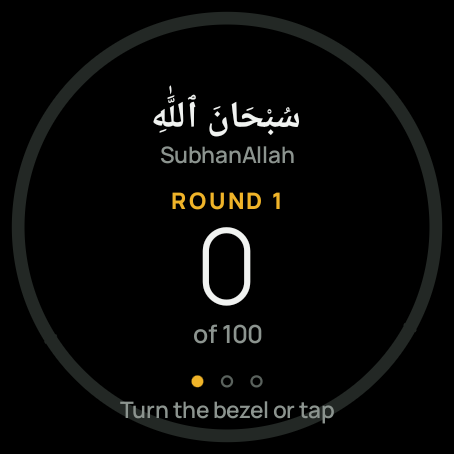 سُبْحَانَ ٱللَّٰهِ
SubhanAllah
ROUND 1
0
of 100
Turn the bezel or tap